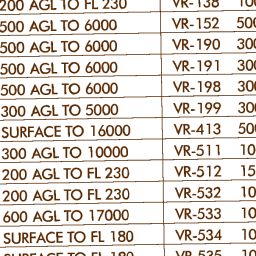 200 AGL TO FL 230 VR-138 100
500 AGL TO 6000 VR-152 500
500 AGL TO 6000 VR-190 300
500 AGL TO 6000 VR-191 300
500 AGL TO 6000 VR-198 300
300 AGL TO 5000 VR-199 300
SURFACE TO 16000 VR-413 500
300 AGL TO 10000 VR-511 10
200 AGL TO FL 230 VR-512 15
200 AGL TO FL 230 VR-532 10
600 AGL TO 17000 VR-533 10
SURFACE TO FL 180 VR-534 10
SURFACE TO FL 180 VR-535 10